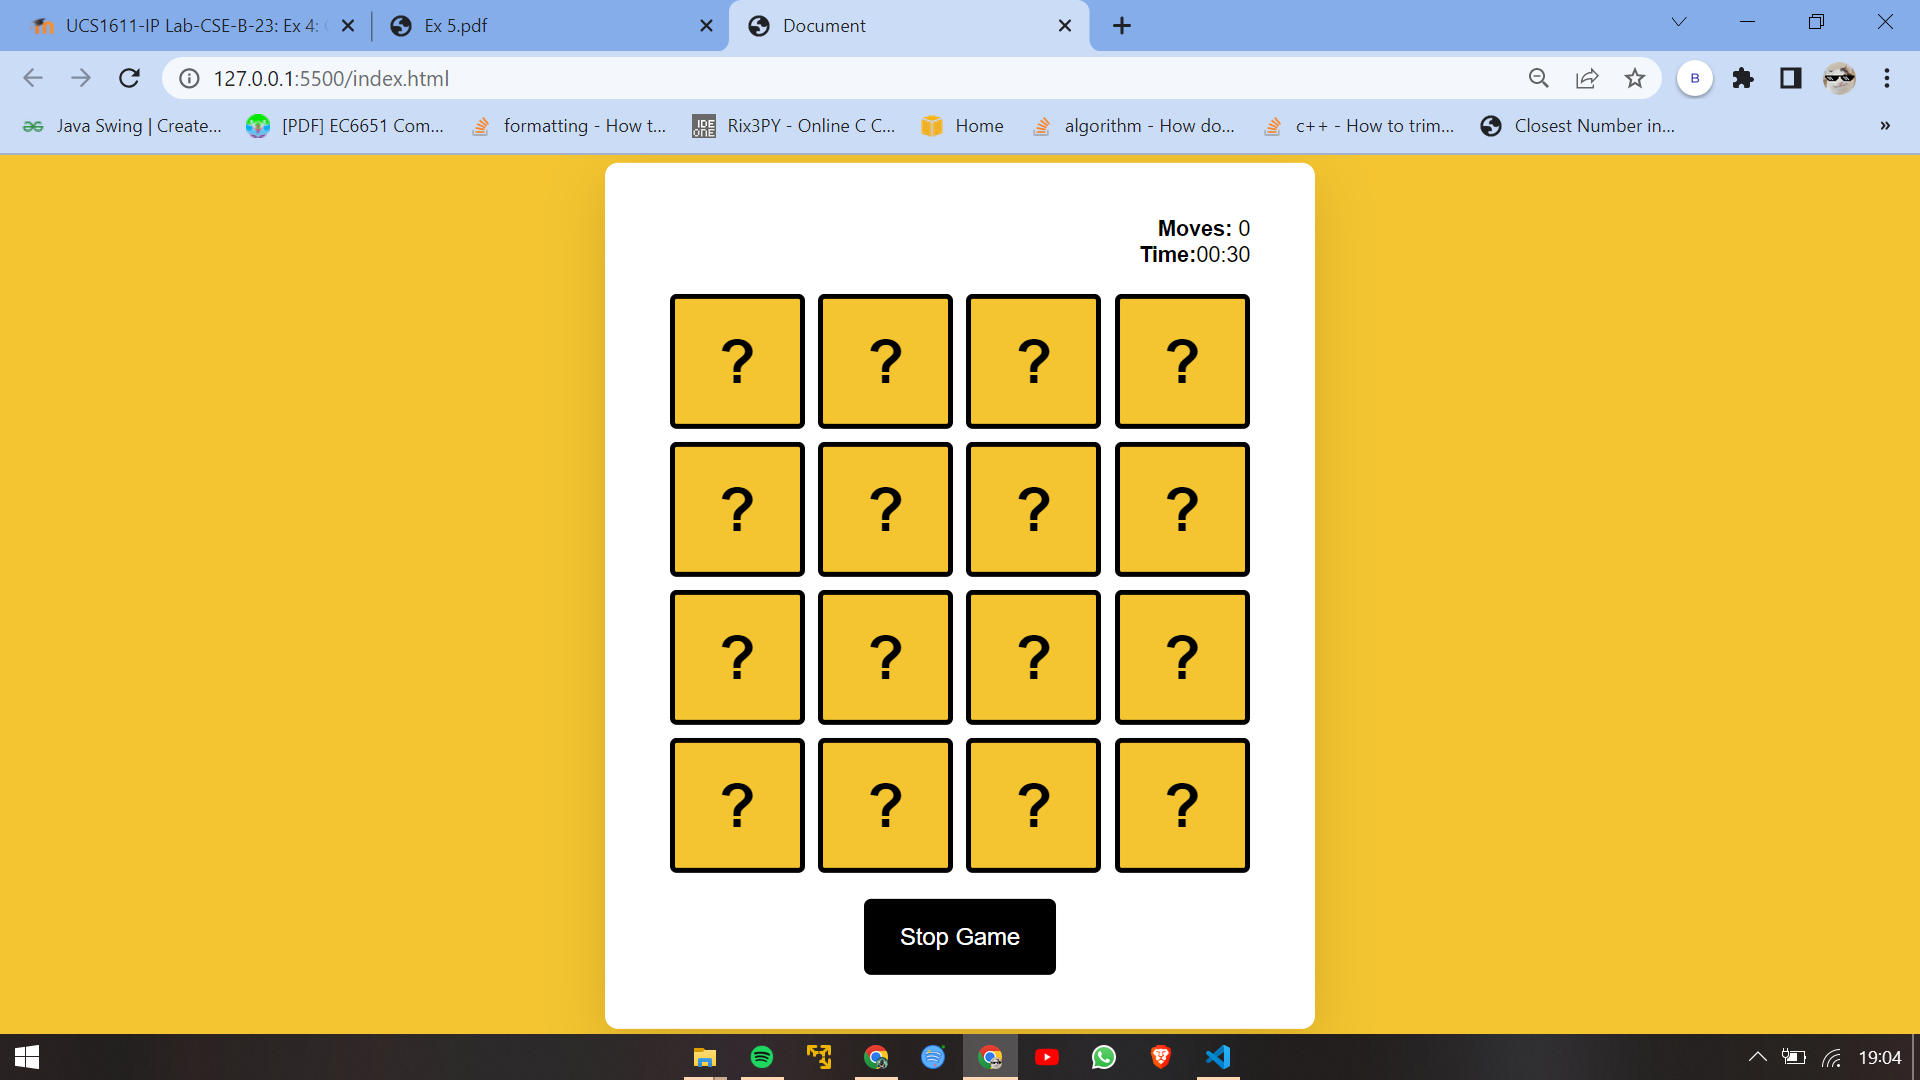 UCS1611-IP Lab-CSE-B-23: Ex 4:
Ex 5.pdf
Document
127.0.0.1:5500/index.html
B
Java Swing | Create...
[PDF] EC6651 Com...
formatting - How t...
IDE ONE
Rix3PY - Online C C...
Home
algorithm - How do...
c++ - How to trim...
Closest Number in...
»
Moves: 0
Time:00:30
? ? ? ?
? ? ? ?
? ? ? ?
? ? ? ?
Stop Game
19:04